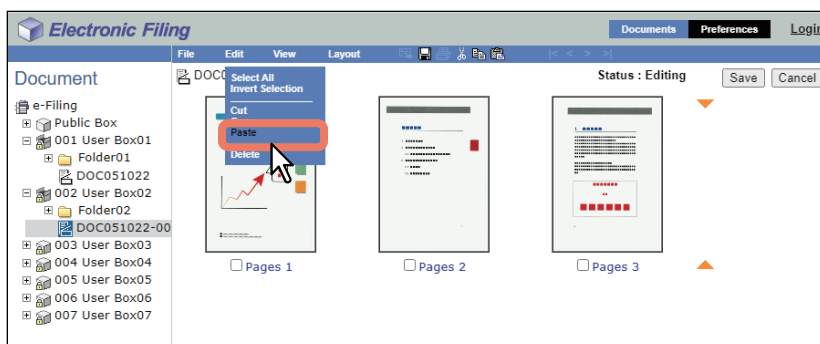 Electronic Filing
Documents Preferences Login
File Edit View Layout |< < > >|
Document
Status : Editing
Save Cancel
Select All
Invert Selection
Cut
Paste
Delete
e-Filing
Public Box
001 User Box01
Folder01
DOC051022
002 User Box02
Folder02
DOC051022-00
003 User Box03
004 User Box04
005 User Box05
006 User Box06
007 User Box07
Pages 1
Pages 2
Pages 3